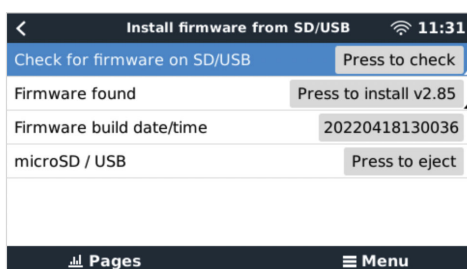 Install firmware from SD/USB 11:31
Check for firmware on SD/USB Press to check
Firmware found Press to install v2.85
Firmware build date/time 20220418130036
microSD / USB Press to eject
Pages Menu